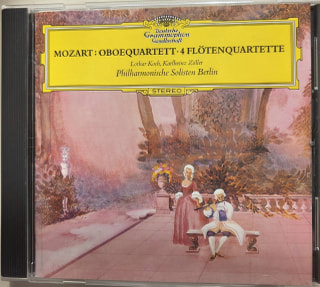 Deutsche
Grammophon
Gesellschaft
MOZART: OBOEQUARTETT · 4 FLÖTENQUARTETTE
Lothar Koch, Karlheinz Zöller
Philharmonische Solisten Berlin
STEREO